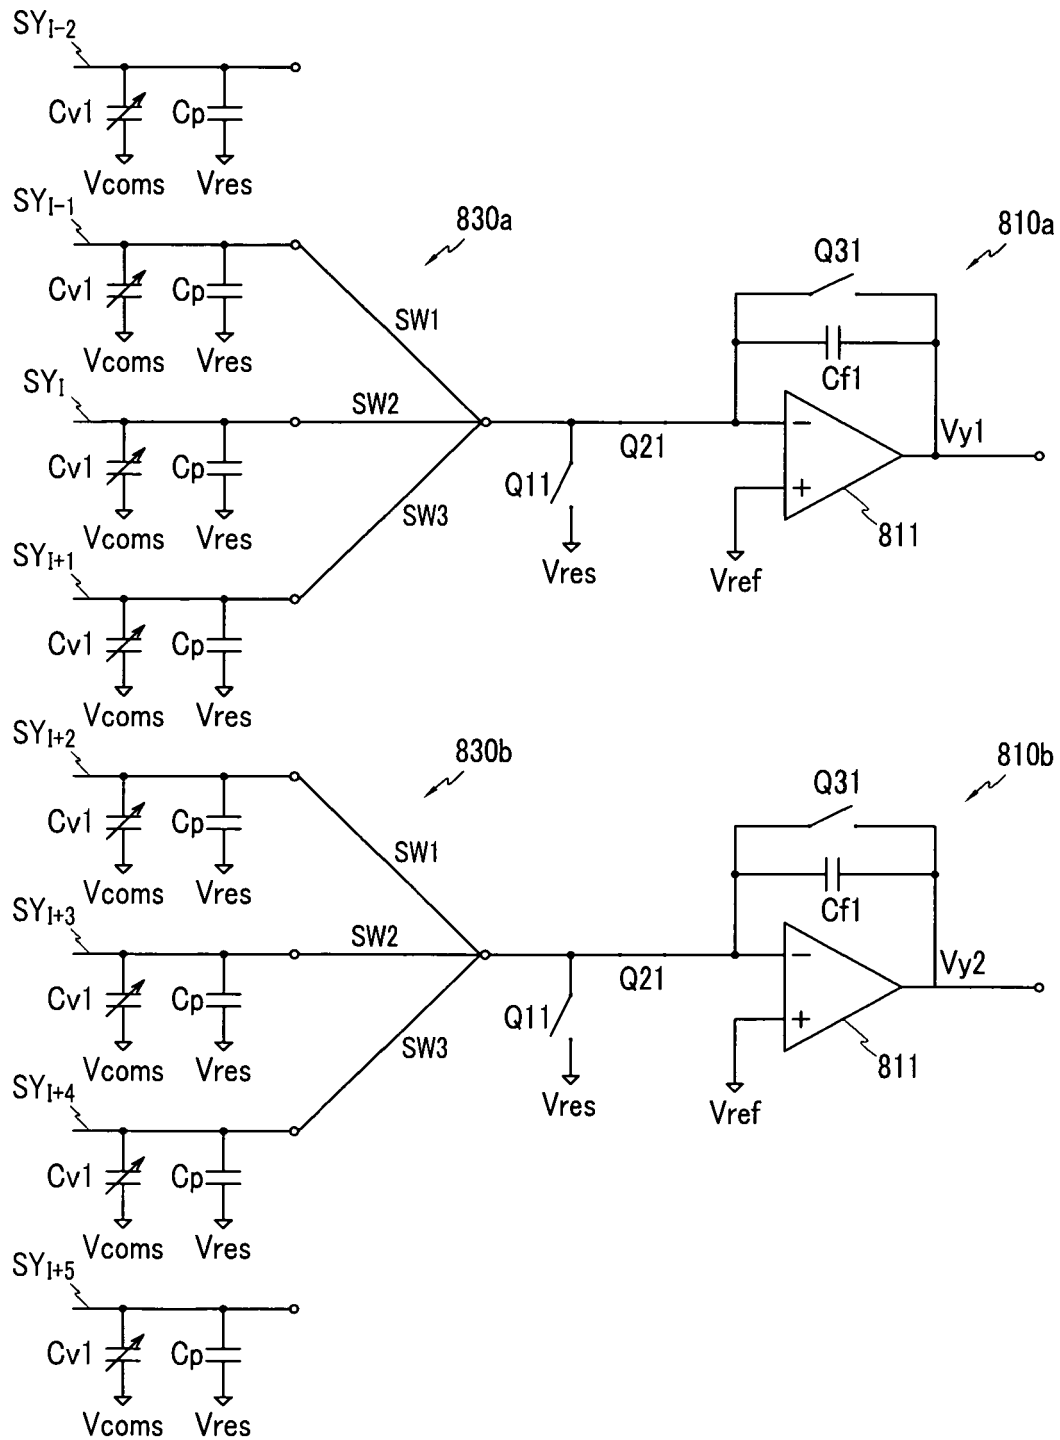 SYI-2
Cv1 Cp
Vcoms Vres
SYI-1 830a 810a
Q31
Cv1 Cp
SW1
Vcoms Vres
Cf1
SYI
SW2
Vy1
Q21
Cv1 Cp
Q11
SW3
811
Vcoms Vres
Vres Vref
SYI+1
Cv1 Cp
Vcoms Vres
SYI+2 830b 810b
Q31
Cv1 Cp
SW1
Vcoms Vres
Cf1
SYI+3
SW2
Vy2
Q21
Cv1 Cp
Q11
SW3
811
Vcoms Vres
Vres Vref
SYI+4
Cv1 Cp
Vcoms Vres
SYI+5
Cv1 Cp
Vcoms Vres